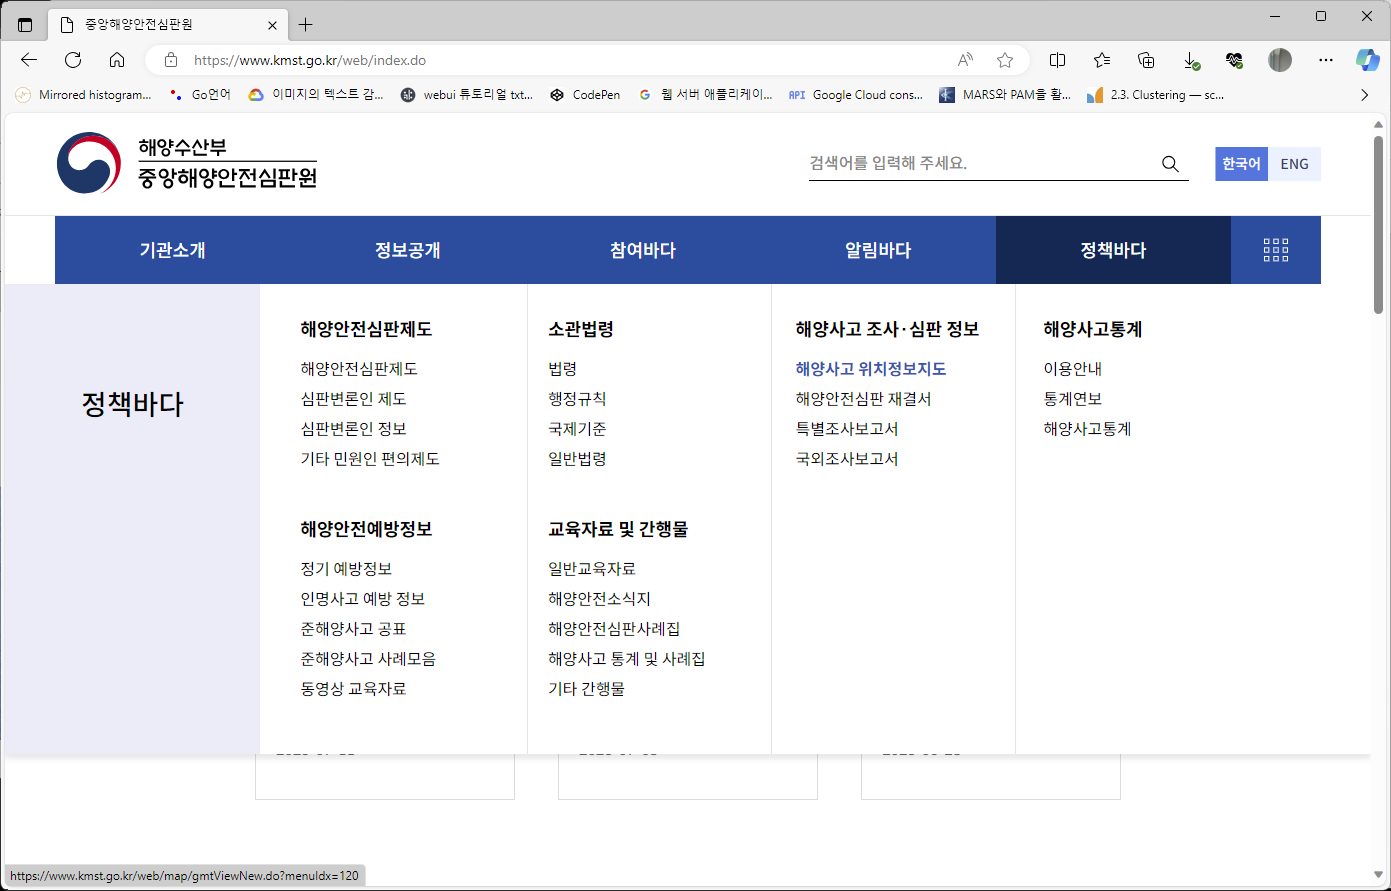 중앙해양안전심판원
https://www.kmst.go.kr/web/index.do
Mirrored histogram... Go언어 이미지의 텍스트 감... webui 튜토리얼 txt... CodePen 웹 서버 애플리케이... API Google Cloud cons... MARS와 PAM을 활... 2.3. Clustering — sc...
해양수산부
중앙해양안전심판원
검색어를 입력해 주세요.
한국어 ENG
기관소개 정보공개 참여바다 알림바다 정책바다
정책바다
해양안전심판제도
해양안전심판제도
심판변론인 제도
심판변론인 정보
기타 민원인 편의제도
소관법령
법령
행정규칙
국제기준
일반법령
해양사고 조사·심판 정보
해양사고 위치정보지도
해양안전심판 재결서
특별조사보고서
국외조사보고서
해양사고통계
이용안내
통계연보
해양사고통계
해양안전예방정보
정기 예방정보
인명사고 예방 정보
준해양사고 공표
준해양사고 사례모음
동영상 교육자료
교육자료 및 간행물
일반교육자료
해양안전소식지
해양안전심판사례집
해양사고 통계 및 사례집
기타 간행물
https://www.kmst.go.kr/web/map/gmtViewNew.do?menuIdx=120